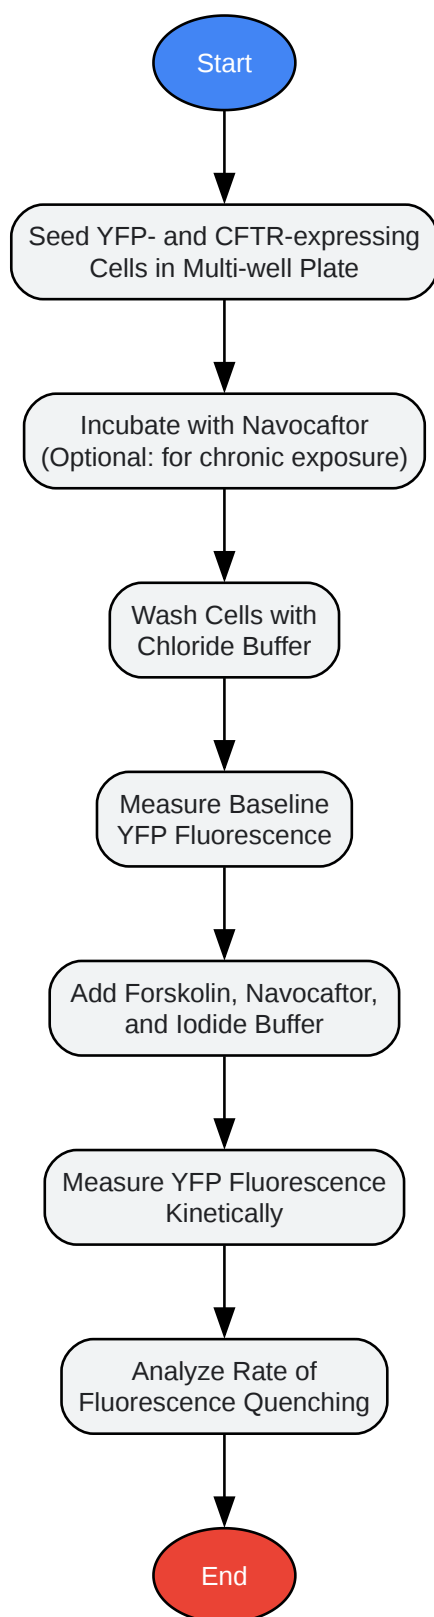 Start
Seed YFP- and CFTR-expressing
Cells in Multi-well Plate
Incubate with Navocaftor
(Optional: for chronic exposure)
Wash Cells with
Chloride Buffer
Measure Baseline
YFP Fluorescence
Add Forskolin, Navocaftor,
and Iodide Buffer
Measure YFP Fluorescence
Kinetically
Analyze Rate of
Fluorescence Quenching
End